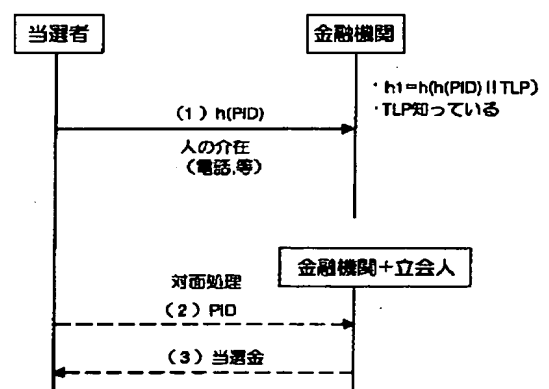 当選者
金融機関
・h1=h(h(PID)||TLP)
・TLP知っている
(1) h(PID)
人の介在
(電話,等)
金融機関+立会人
対面処理
(2) PID
(3) 当選金